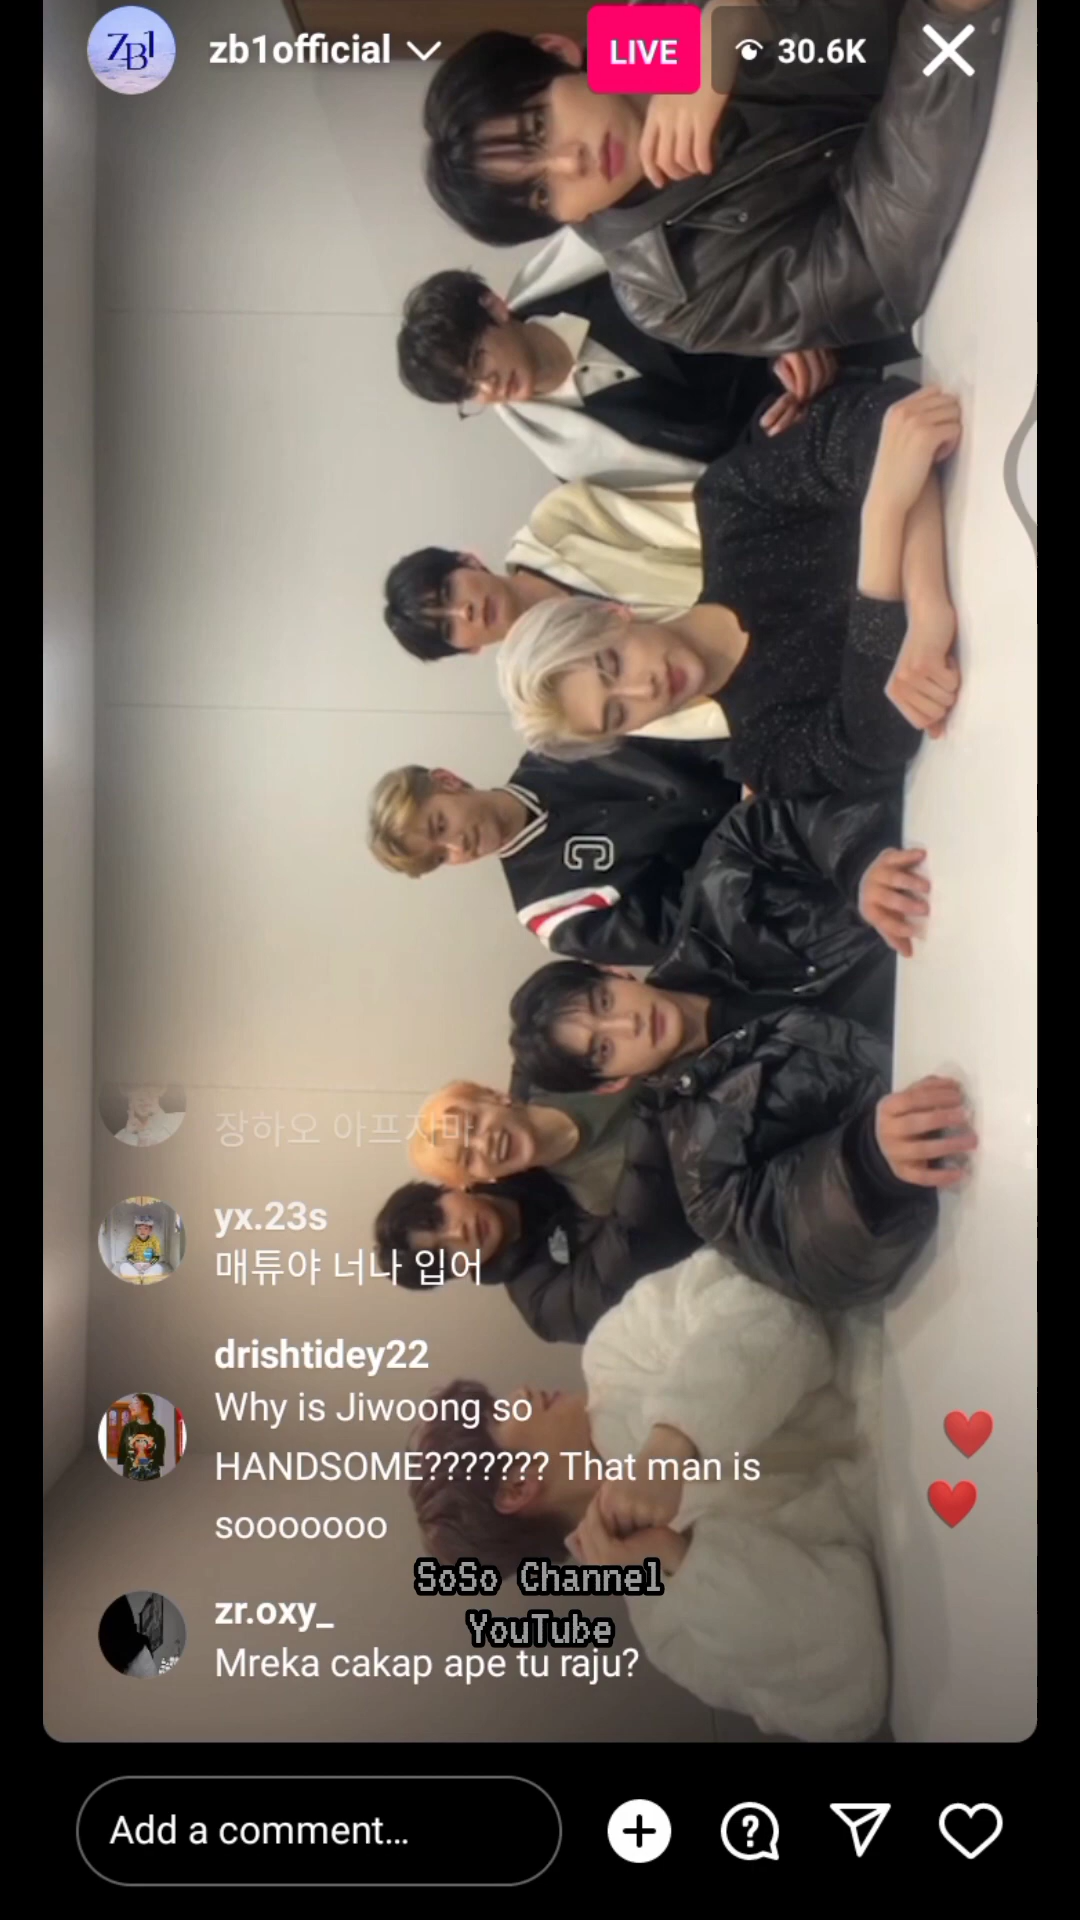 ZB1
zb1official
LIVE
30.6K
C
장하오 아프지마
yx.23s
매튜야 너나 입어
drishtidey22
Why is Jiwoong so
HANDSOME??????? That man is
sooooooo
SoSo Channel
YouTube
zr.oxy_
Mreka cakap ape tu raju?
Add a comment...